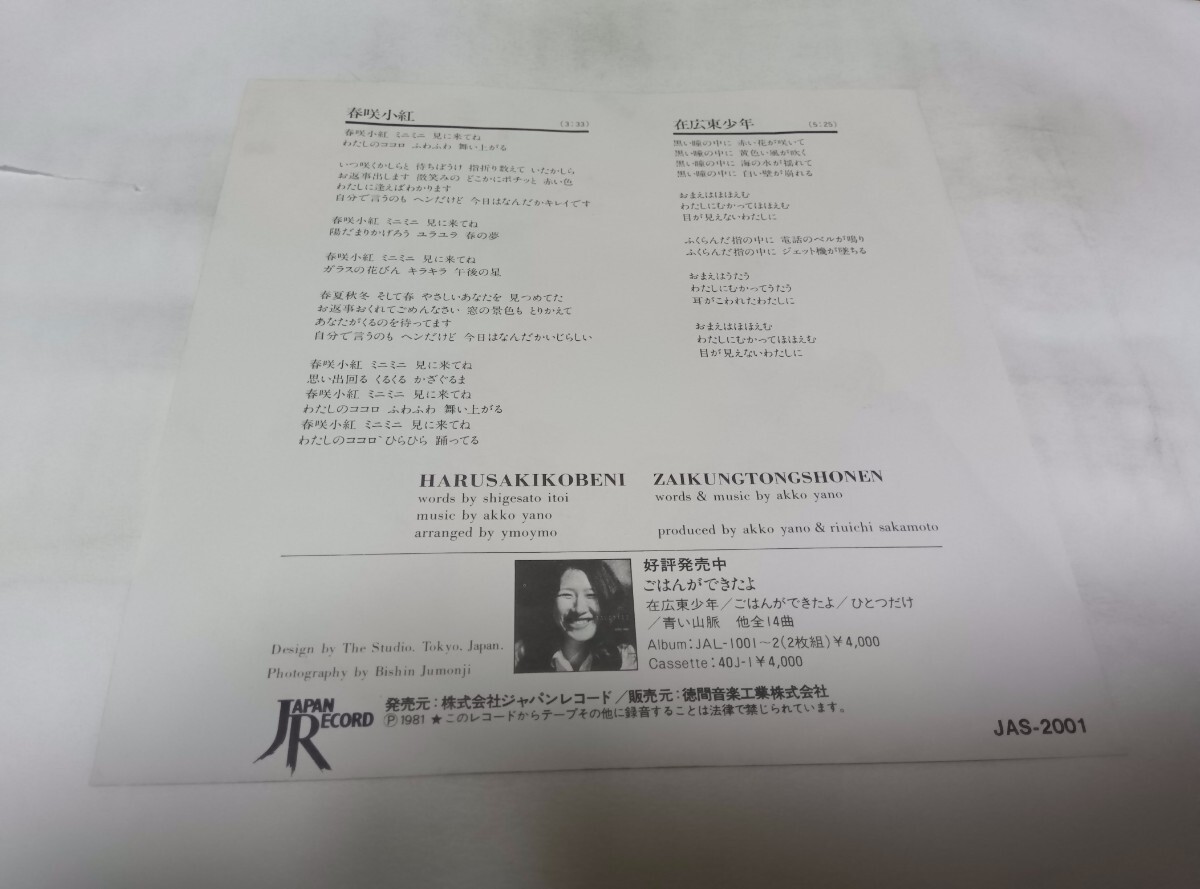 春咲小紅
(3:33)
春咲小紅 ミニミニ 見に来てね
わたしのココロ ふわふわ 舞い上がる
いつ咲くかしらと 待ちぼうけ 指折り数えて いたかしら
お返事出します 微笑みの どこかにポチッと 赤い色
わたしに逢えばわかります
自分で言うのも ヘンだけど 今日はなんだかキレイです
春咲小紅 ミニミニ 見に来てね
陽だまりかげろう ユラユラ 春の夢
春咲小紅 ミニミニ 見に来てね
ガラスの花びん キラキラ 午後の星
春夏秋冬 そして春 やさしいあなたを 見つめてた
お返事おくれてごめんなさい 窓の景色も とりかえて
あなたがくるのを待ってます
自分で言うのも ヘンだけど 今日はなんだかいじらしい
春咲小紅 ミニミニ 見に来てね
思い出回る くるくる かざぐるま
春咲小紅 ミニミニ 見に来てね
わたしのココロ ふわふわ 舞い上がる
春咲小紅 ミニミニ 見に来てね
わたしのココロ ひらひら 踊ってる
在広東少年
(5:25)
黒い瞳の中に 赤い花が咲いて
黒い瞳の中に 黄色い風が吹く
黒い瞳の中に 海の水が揺れて
黒い瞳の中に 白い壁が崩れる
おまえはほほえむ
わたしにむかってほほえむ
目が見えないわたしに
ふくらんだ指の中に 電話のベルが鳴り
ふくらんだ指の中に ジェット機が墜ちる
おまえはうたう
わたしにむかってうたう
耳がこわれたわたしに
おまえはほほえむ
わたしにむかってほほえむ
目が見えないわたしに
HARUSAKIKOBENI
words by shigesato itoi
music by akko yano
arranged by ymoymo
ZAIKUNGTONGSHONEN
words & music by akko yano
produced by akko yano & riuichi sakamoto
Design by The Studio, Tokyo, Japan.
Photography by Bishin Jumonji
好評発売中
ごはんができたよ
在広東少年/ごはんができたよ/ひとつだけ
/青い山脈 他全14曲
Album:JAL-1001~2(2枚組)¥4,000
Cassette:40J-1¥4,000
JAPAN
RECORD
発売元:株式会社ジャパンレコード/販売元:徳間音楽工業株式会社
Ⓟ1981★このレコードからテープその他に録音することは法律で禁じられています。
JAS-2001